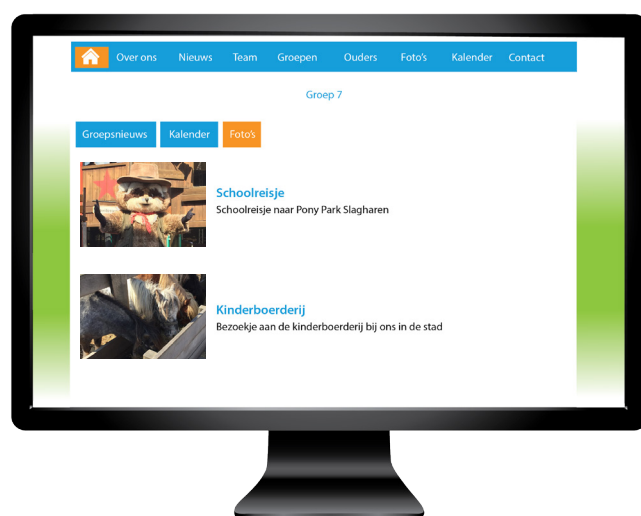 Over ons Nieuws Team Groepen Ouders Foto's Kalender Contact
Groep 7
Groepsnieuws Kalender Foto's
Schoolreisje
Schoolreisje naar Pony Park Slagharen
Kinderboerderij
Bezoekje aan de kinderboerderij bij ons in de stad